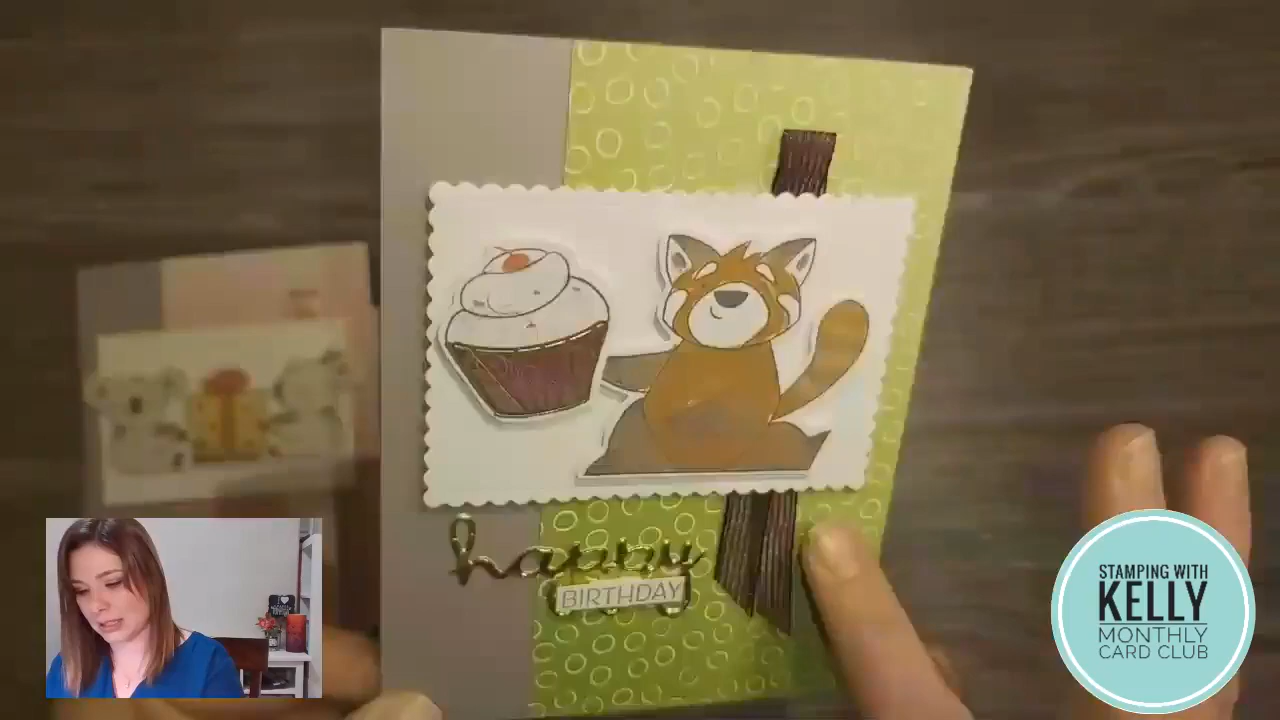 happy
BIRTHDAY
STAMPING WITH
KELLY
MONTHLY
CARD CLUB